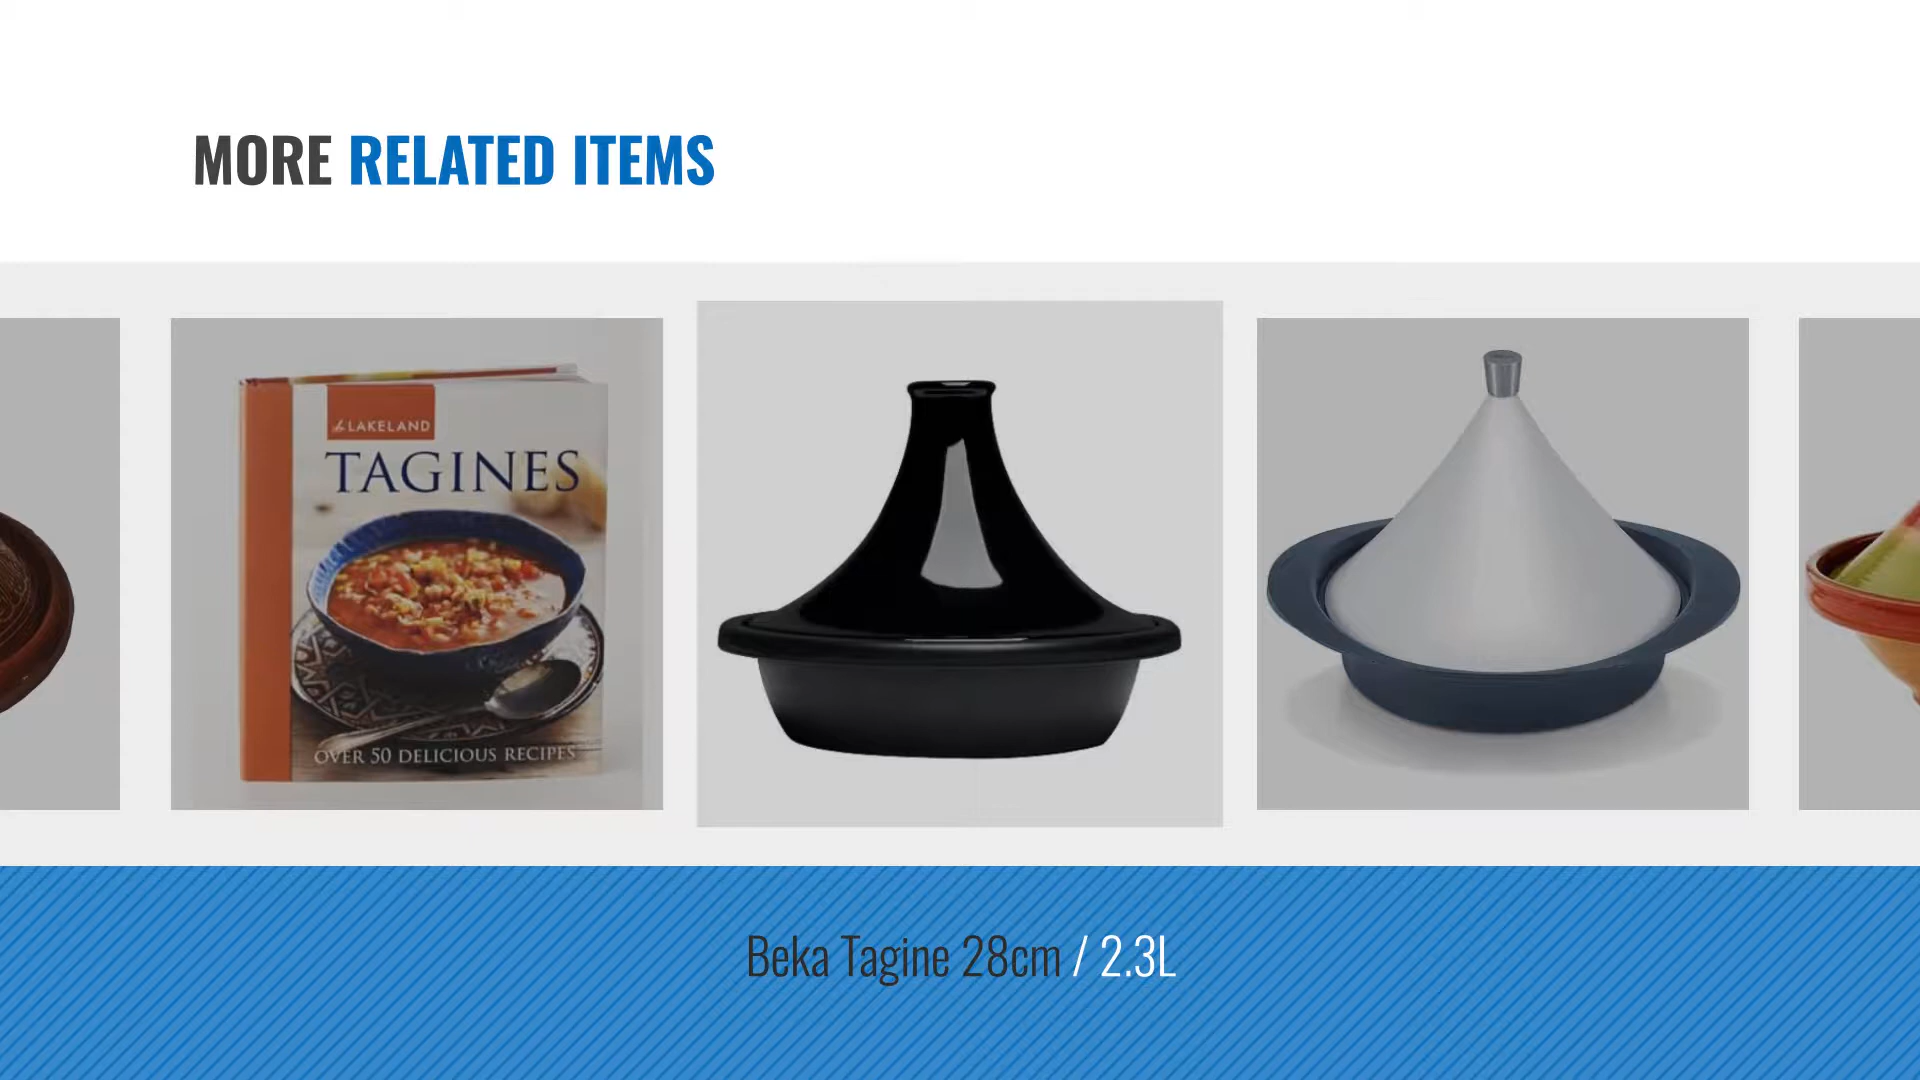 MORE RELATED ITEMS
LAKELAND
TAGINES
OVER 50 DELICIOUS RECIPES
Beka Tagine 28cm / 2.3L